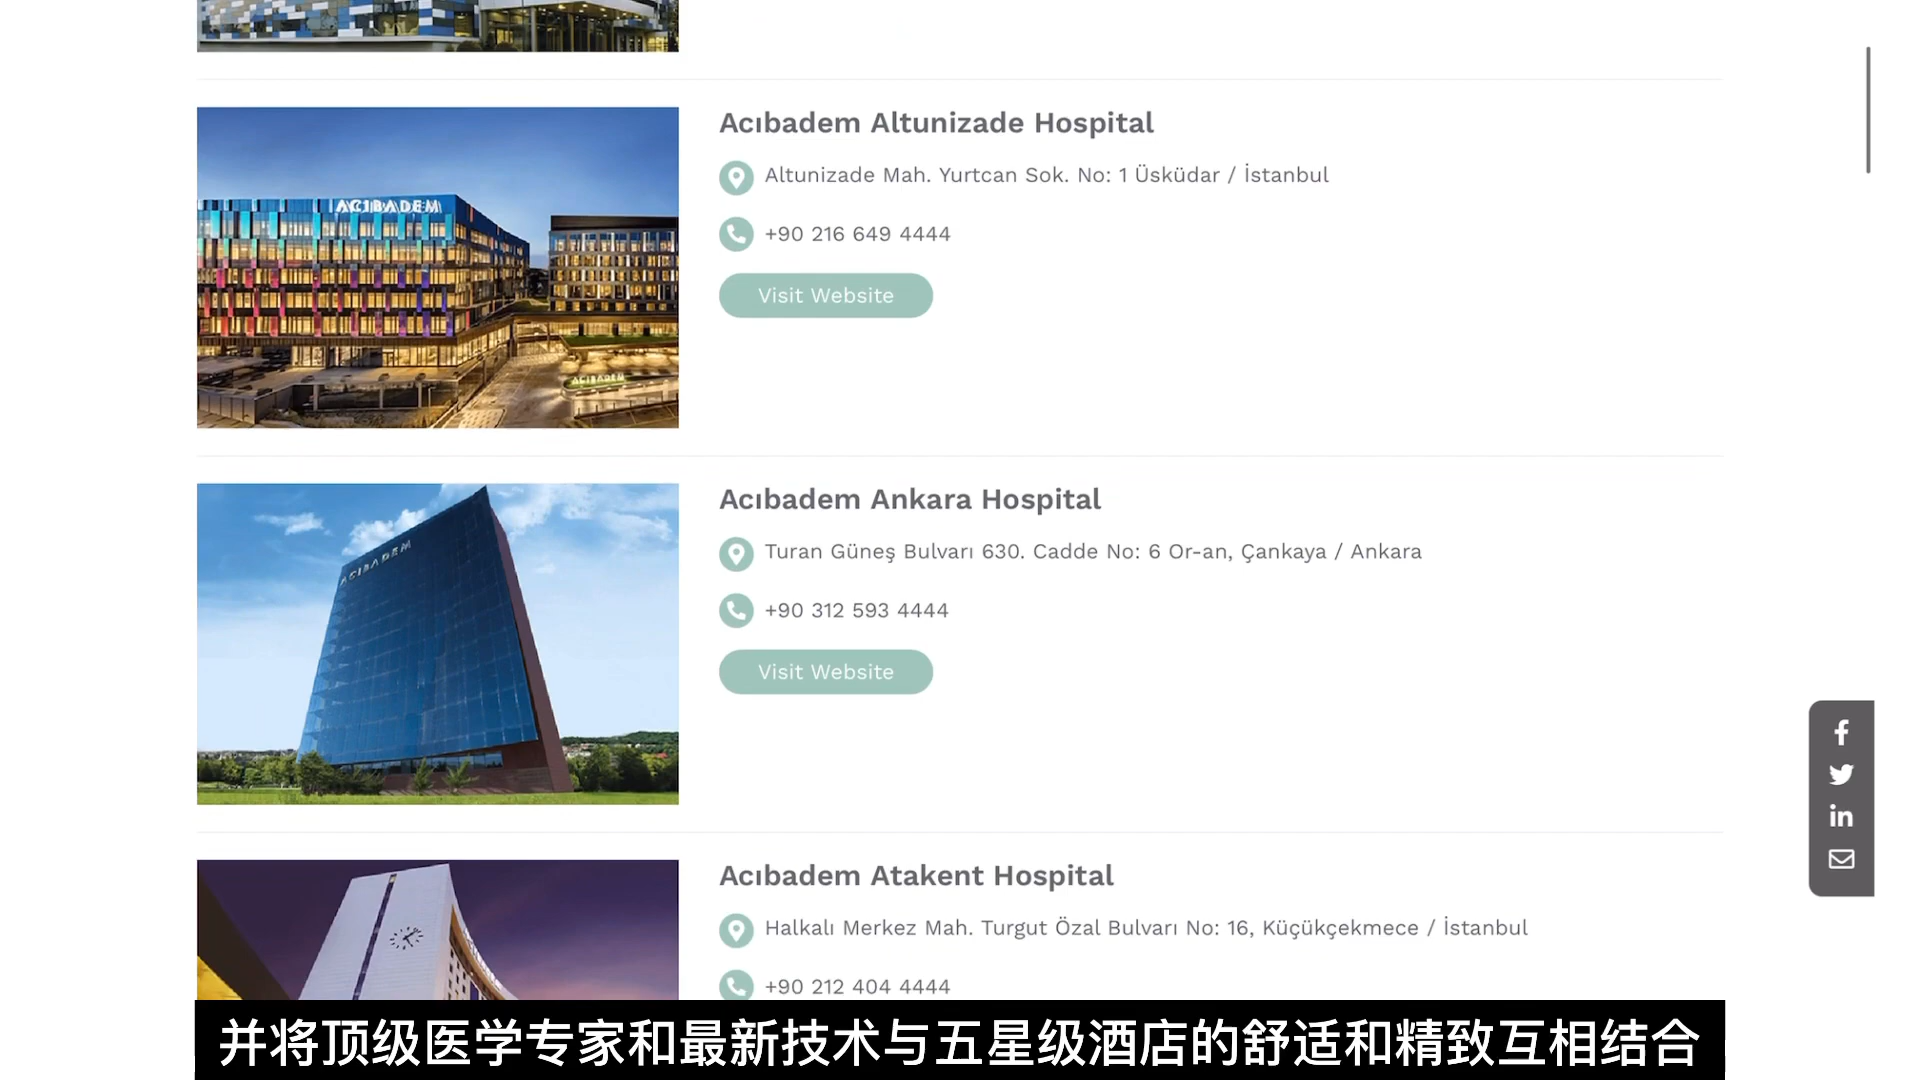 ACIBADEM
ACIBADEM
Acıbadem Altunizade Hospital
Altunizade Mah. Yurtcan Sok. No: 1 Üsküdar / İstanbul
+90 216 649 4444
Visit Website
ACIBADEM
Acıbadem Ankara Hospital
Turan Güneş Bulvarı 630. Cadde No: 6 Or-an, Çankaya / Ankara
+90 312 593 4444
Visit Website
Acıbadem Atakent Hospital
Halkalı Merkez Mah. Turgut Özal Bulvarı No: 16, Küçükçekmece / İstanbul
+90 212 404 4444
并将顶级医学专家和最新技术与五星级酒店的舒适和精致互相结合